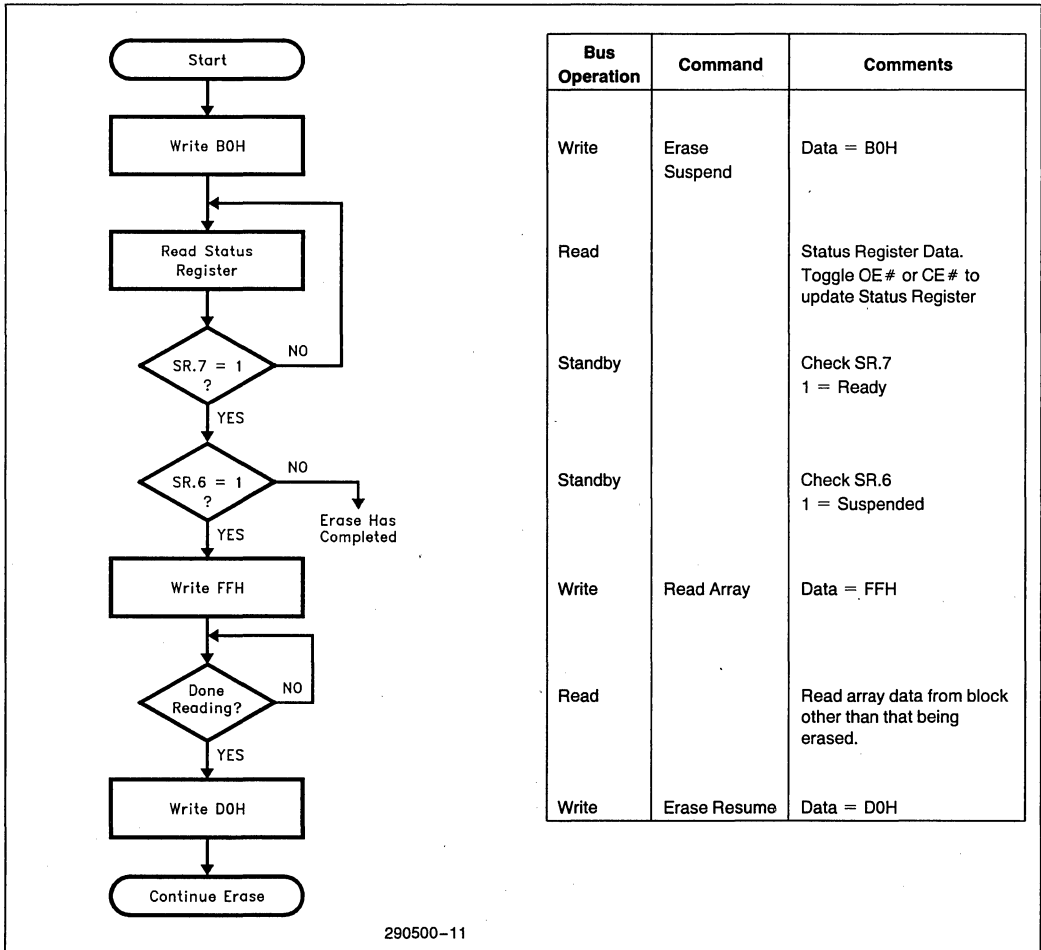 Start
Write B0H
Read Status
Register
SR.7 = 1
?
NO
YES
SR.6 = 1
?
NO
Erase Has
Completed
YES
Write FFH
Done
Reading?
NO
YES
Write D0H
Continue Erase
Bus
Operation
Command
Comments
Write
Erase
Suspend
Data = B0H
Read
Status Register Data.
Toggle OE# or CE# to
update Status Register
Standby
Check SR.7
1 = Ready
Standby
Check SR.6
1 = Suspended
Write
Read Array
Data = FFH
Read
Read array data from block
other than that being
erased.
Write
Erase Resume
Data = D0H
290500-11